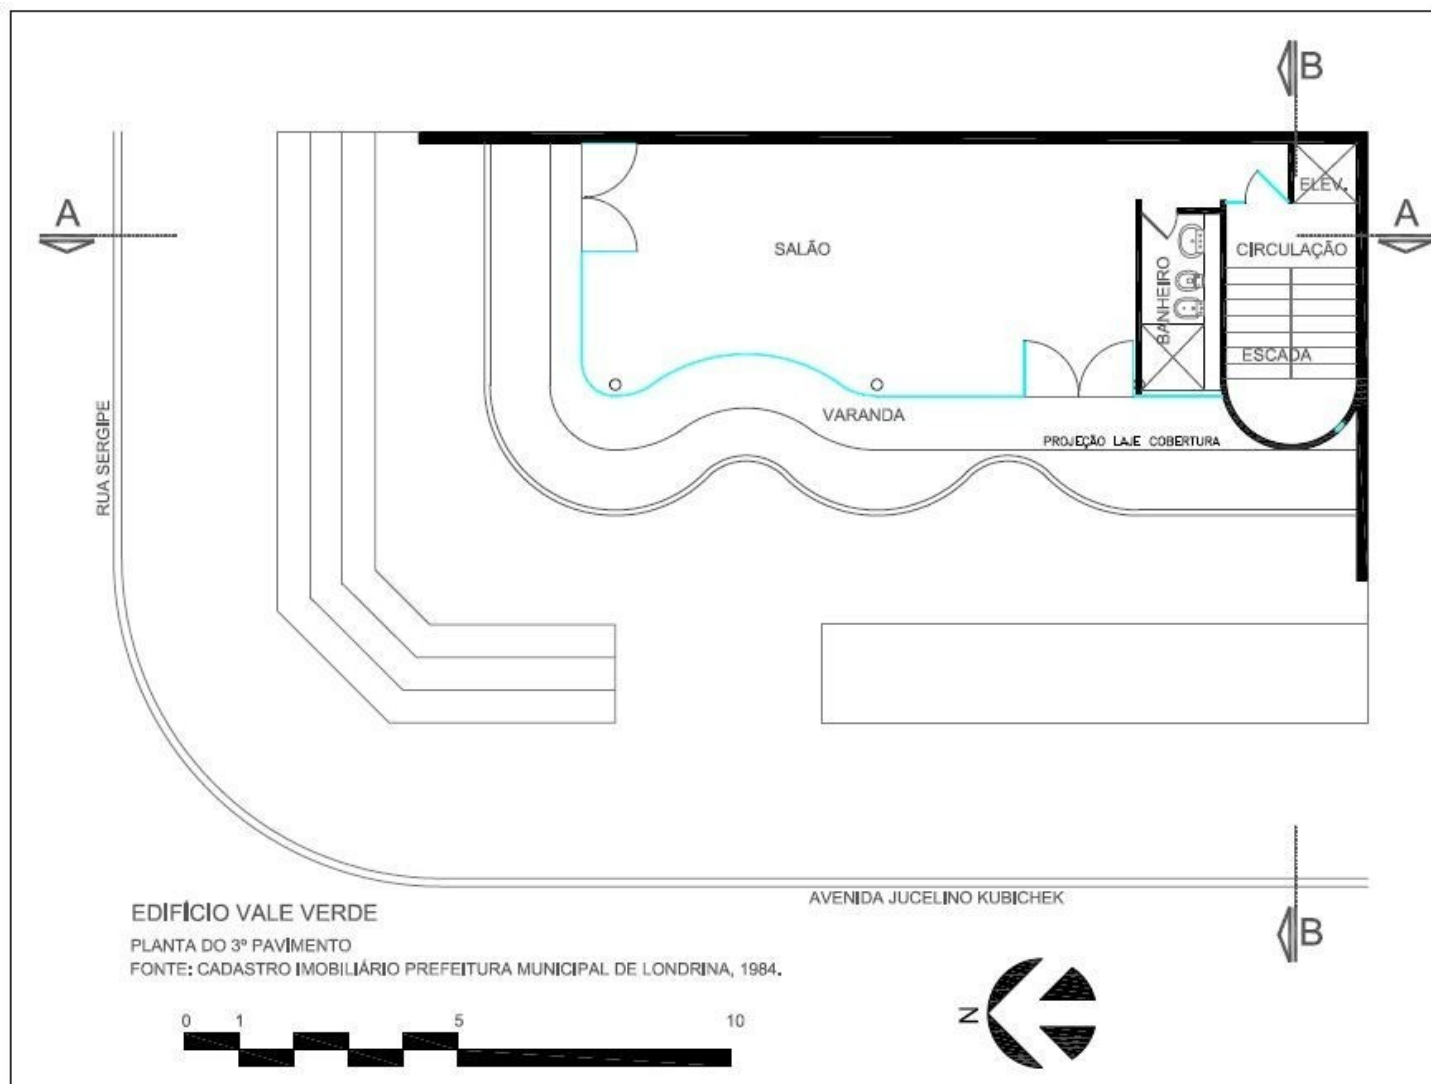 B
A
A
ELEV.
SALÃO
CIRCULAÇÃO
BANHEIRO
ESCADA
VARANDA
PROJEÇÃO LAJE COBERTURA
RUA SERGIPE
AVENIDA JUCELINO KUBICHEK
B
EDIFÍCIO VALE VERDE
PLANTA DO 3º PAVIMENTO
FONTE: CADASTRO IMOBILIÁRIO PREFEITURA MUNICIPAL DE LONDRINA, 1984.
N
0 1 5 10